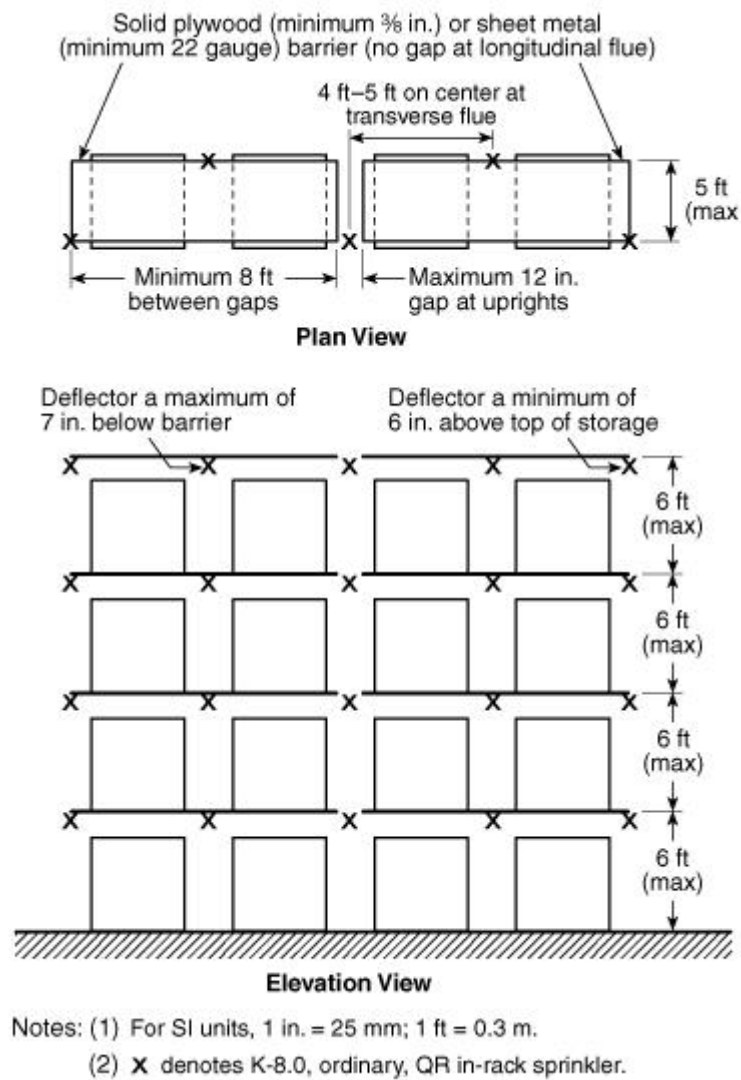 Solid plywood (minimum ⅜ in.) or sheet metal
(minimum 22 gauge) barrier (no gap at longitudinal flue)
4 ft–5 ft on center at
transverse flue
X
X
5 ft
(max
X
X
X
Minimum 8 ft
between gaps
Maximum 12 in.
gap at uprights
Plan View
Deflector a maximum of
7 in. below barrier
Deflector a minimum of
6 in. above top of storage
X X X X X
6 ft
(max)
X X X X X
6 ft
(max)
X X X X X
6 ft
(max)
X X X X X
6 ft
(max)
Elevation View
Notes: (1) For SI units, 1 in. = 25 mm; 1 ft = 0.3 m.
(2) X denotes K-8.0, ordinary, QR in-rack sprinkler.